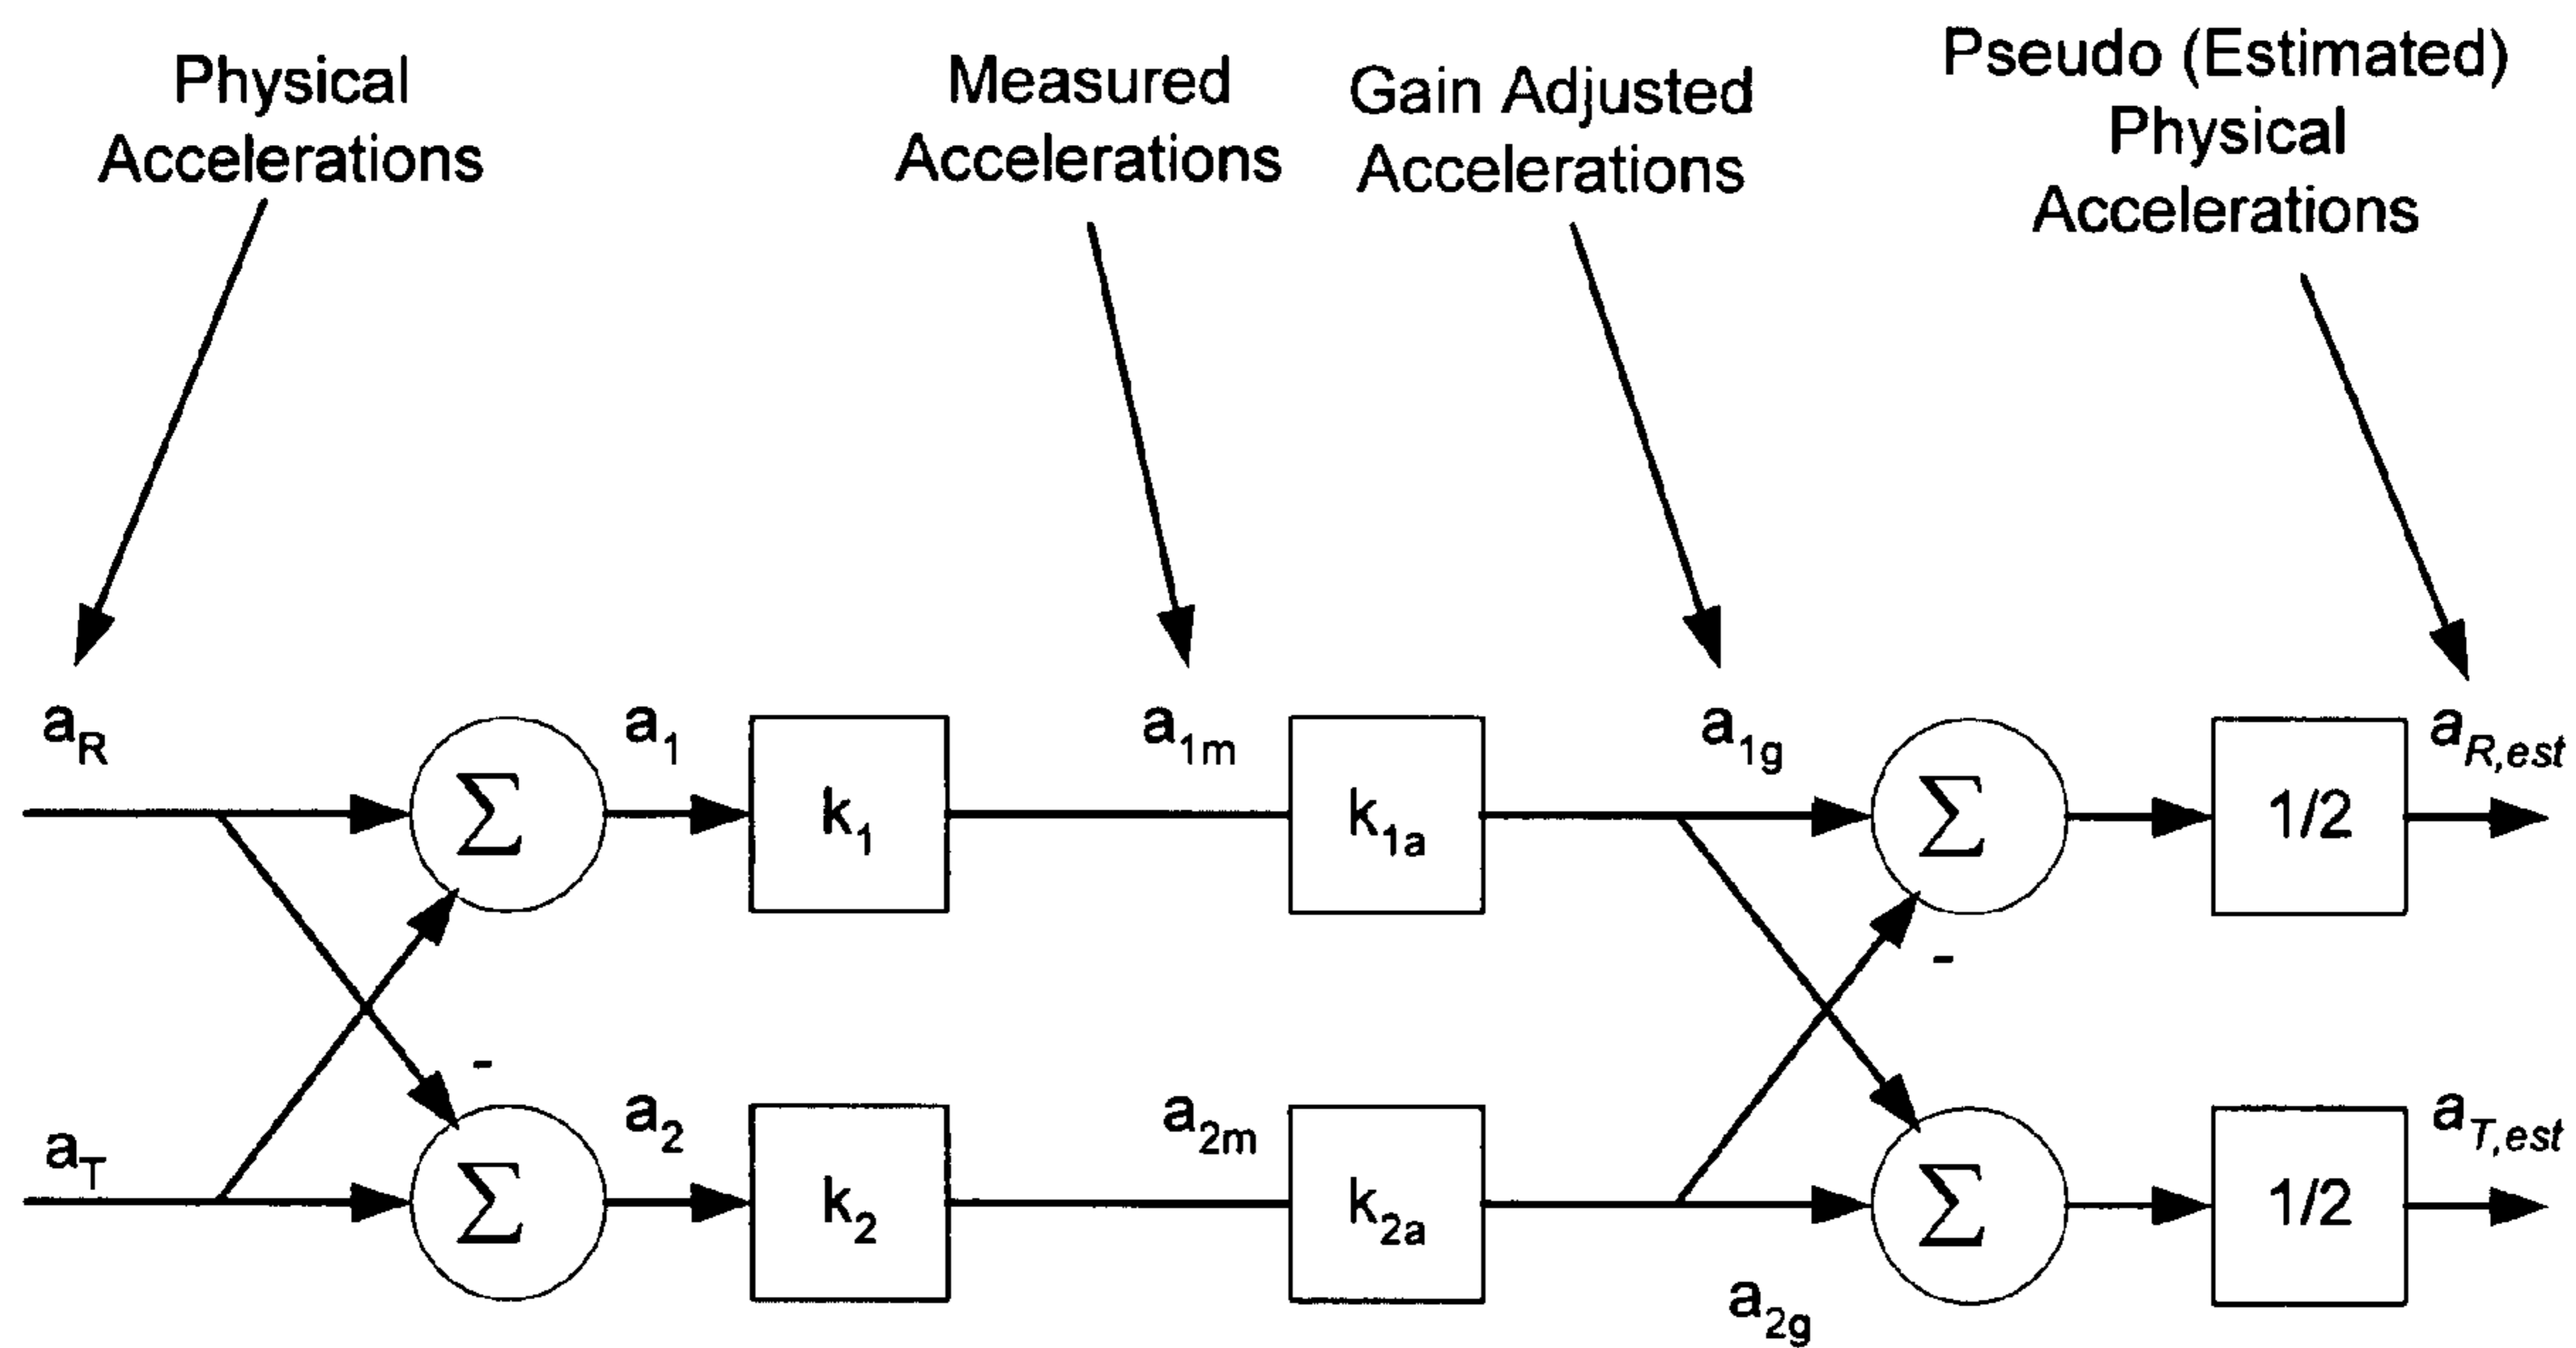 Physical
Accelerations
Measured
Accelerations
Gain Adjusted
Accelerations
Pseudo (Estimated)
Physical
Accelerations
a_R
a_1
a_1m
a_1g
a_R,est
Σ
k_1
k_1a
Σ
1/2
-
-
a_T
a_2
a_2m
a_T,est
Σ
k_2
k_2a
Σ
1/2
a_2g